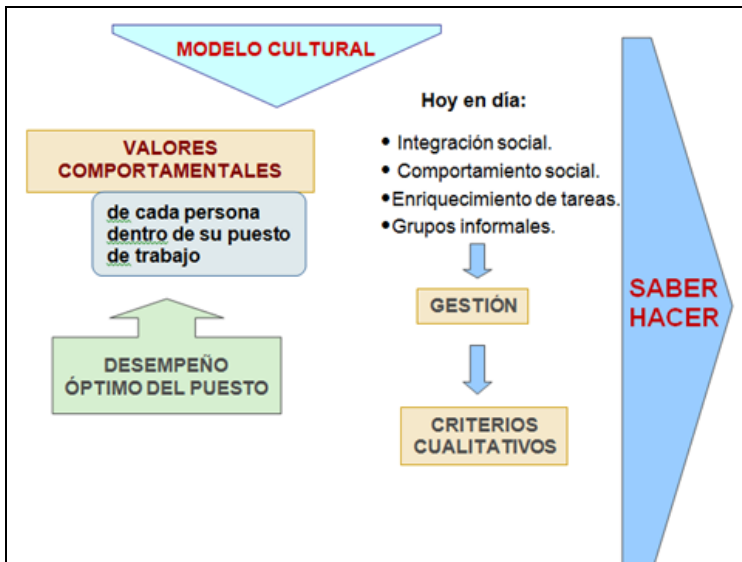 MODELO CULTURAL
VALORES
COMPORTAMENTALES
de cada persona
dentro de su puesto
de trabajo
DESEMPEÑO
ÓPTIMO DEL PUESTO
Hoy en día:
• Integración social.
• Comportamiento social.
• Enriquecimiento de tareas.
• Grupos informales.
GESTIÓN
CRITERIOS
CUALITATIVOS
SABER
HACER